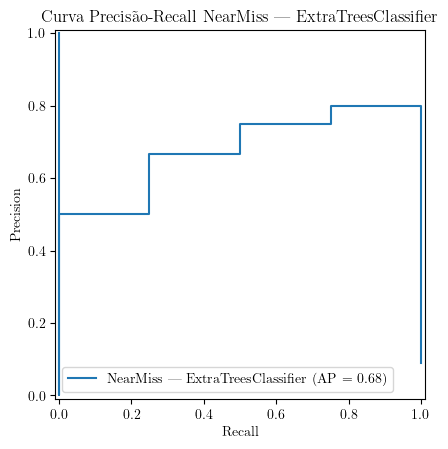 Curva Precisão-Recall NearMiss — ExtraTreesClassifier
1.0
0.8
0.6
0.4
0.2
0.0
Precision
NearMiss — ExtraTreesClassifier (AP = 0.68)
0.0 0.2 0.4 0.6 0.8 1.0
Recall